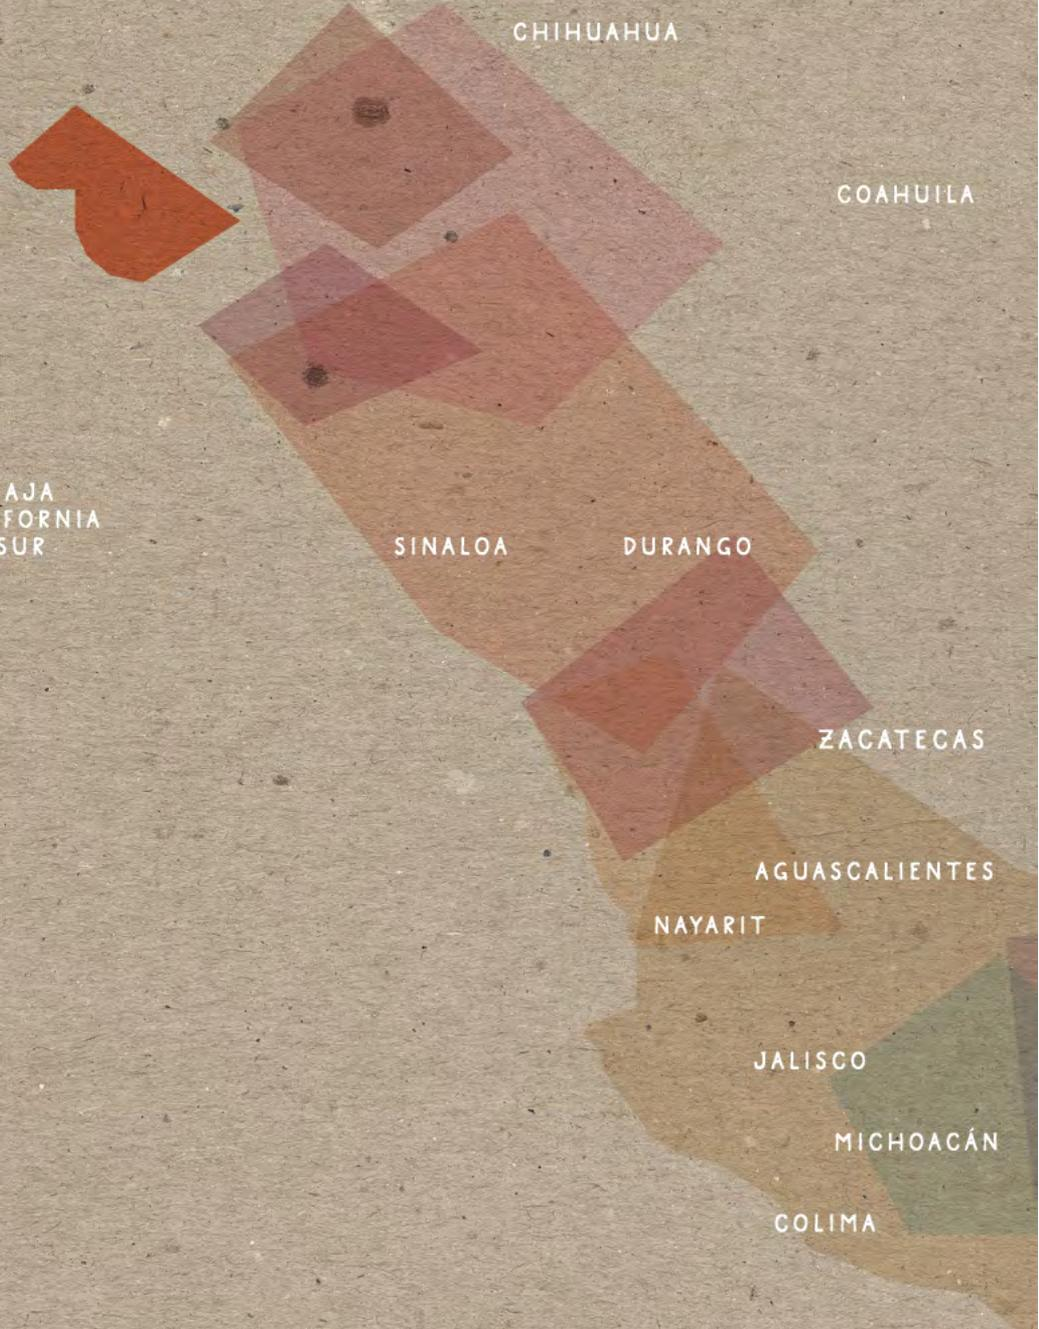 CHIHUAHUA
COAHUILA
AJA
FORNIA
SUR
SINALOA
DURANGO
ZACATECAS
AGUASCALIENTES
NAYARIT
JALISCO
MICHOACÁN
COLIMA